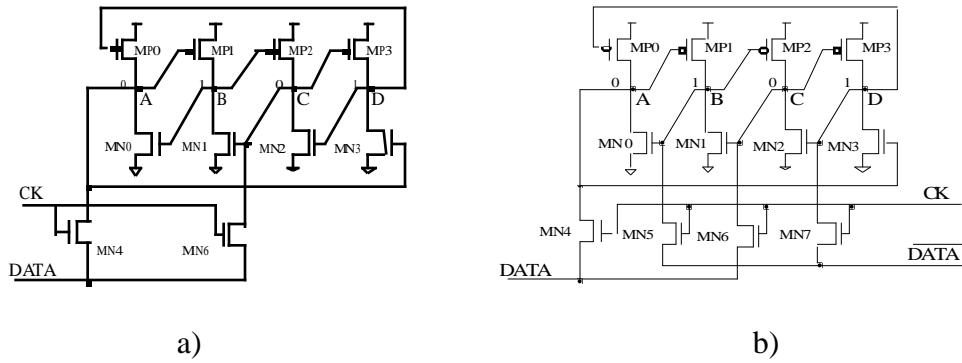 MP0 MP1 MP2 MP3
0 1 0 1
A B C D
MN0 MN1 MN2 MN3
CK
MN4 MN6
DATA
a)
MP0 MP1 MP2 MP3
0 1 0 1
A B C D
MN0 MN1 MN2 MN3
CK
MN4 MN5 MN6 MN7
DATA
DATA
b)